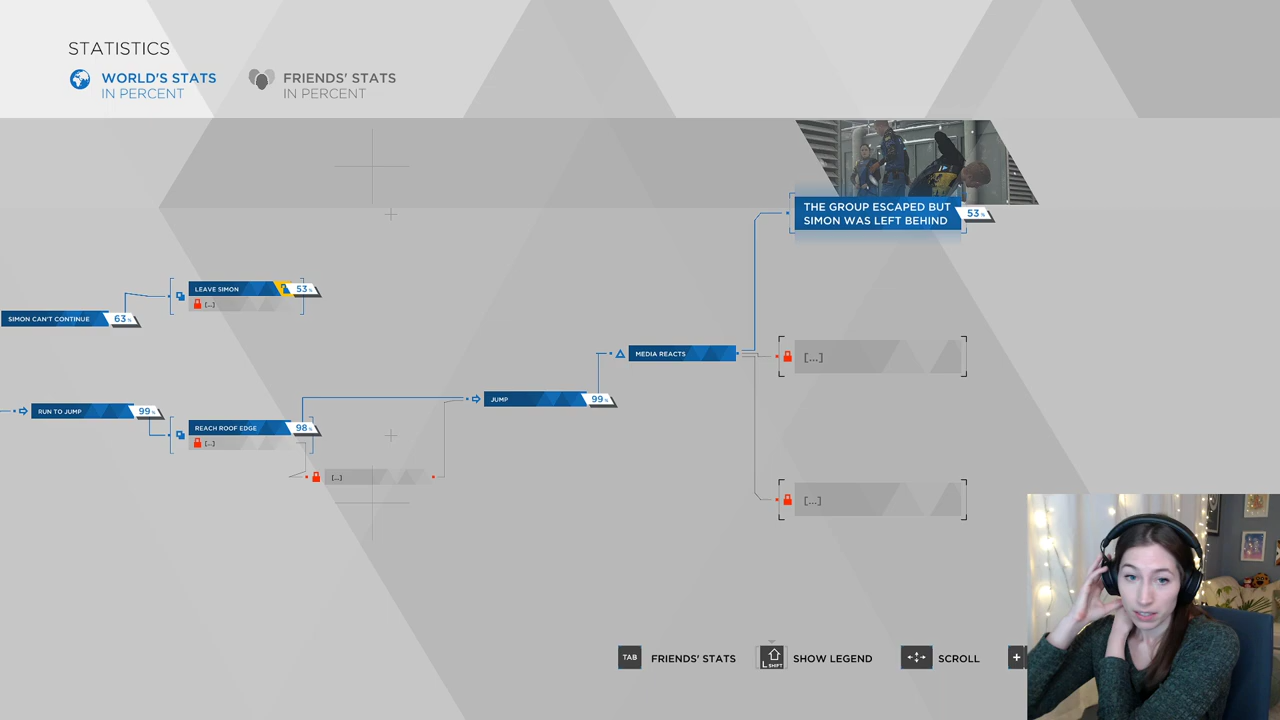 STATISTICS
WORLD'S STATS
IN PERCENT
FRIENDS' STATS
IN PERCENT
THE GROUP ESCAPED BUT
SIMON WAS LEFT BEHIND
53%
LEAVE SIMON
53%
[...]
SIMON CAN'T CONTINUE
63%
MEDIA REACTS
[...]
JUMP
99%
RUN TO JUMP
99%
REACH ROOF EDGE
98%
[...]
[...]
[...]
TAB
FRIENDS' STATS
L SHIFT
SHOW LEGEND
SCROLL
+